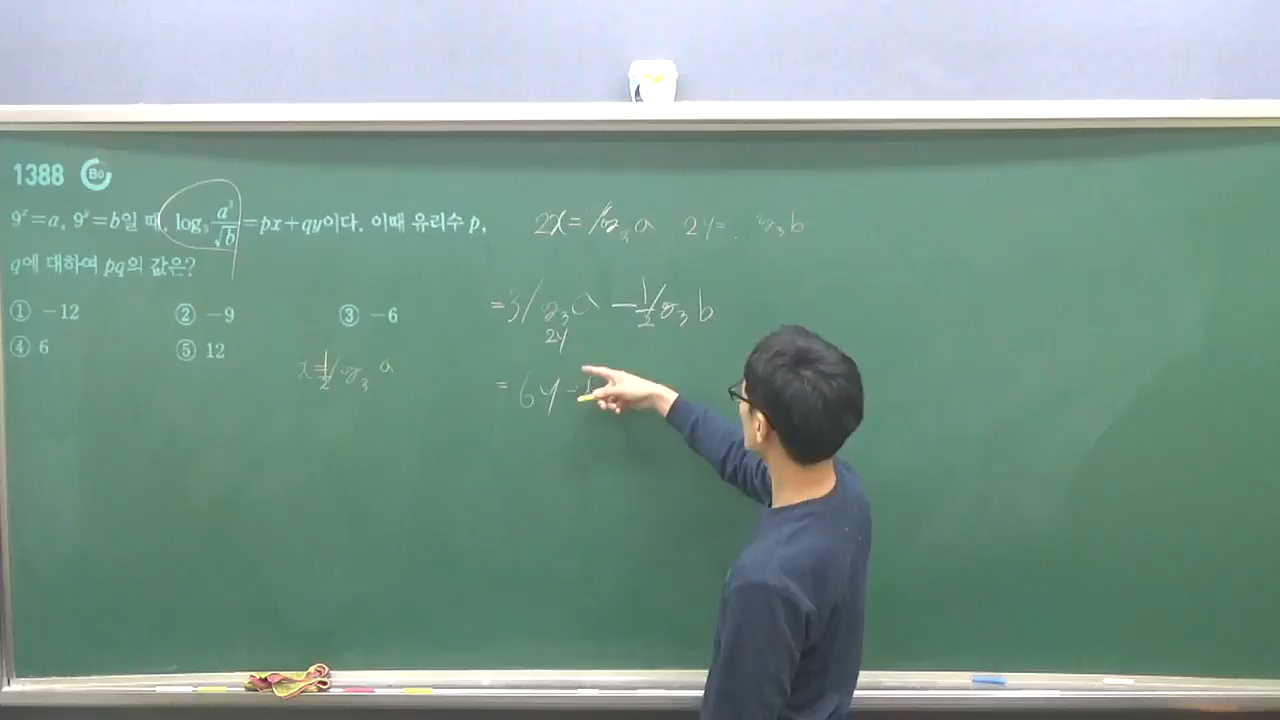 1388
9ˣ=a, 9ʸ=b일 때, log₃ a³/√b =px+qy이다. 이때 유리수 p,
q에 대하여 pq의 값은?
① -12 ② -9 ③ -6
④ 6 ⑤ 12
x=1/2 log₃ a
2x= log₃ a 2y= log₃ b
=3 log₃ a - 1/2 log₃ b
2y
= 6y -